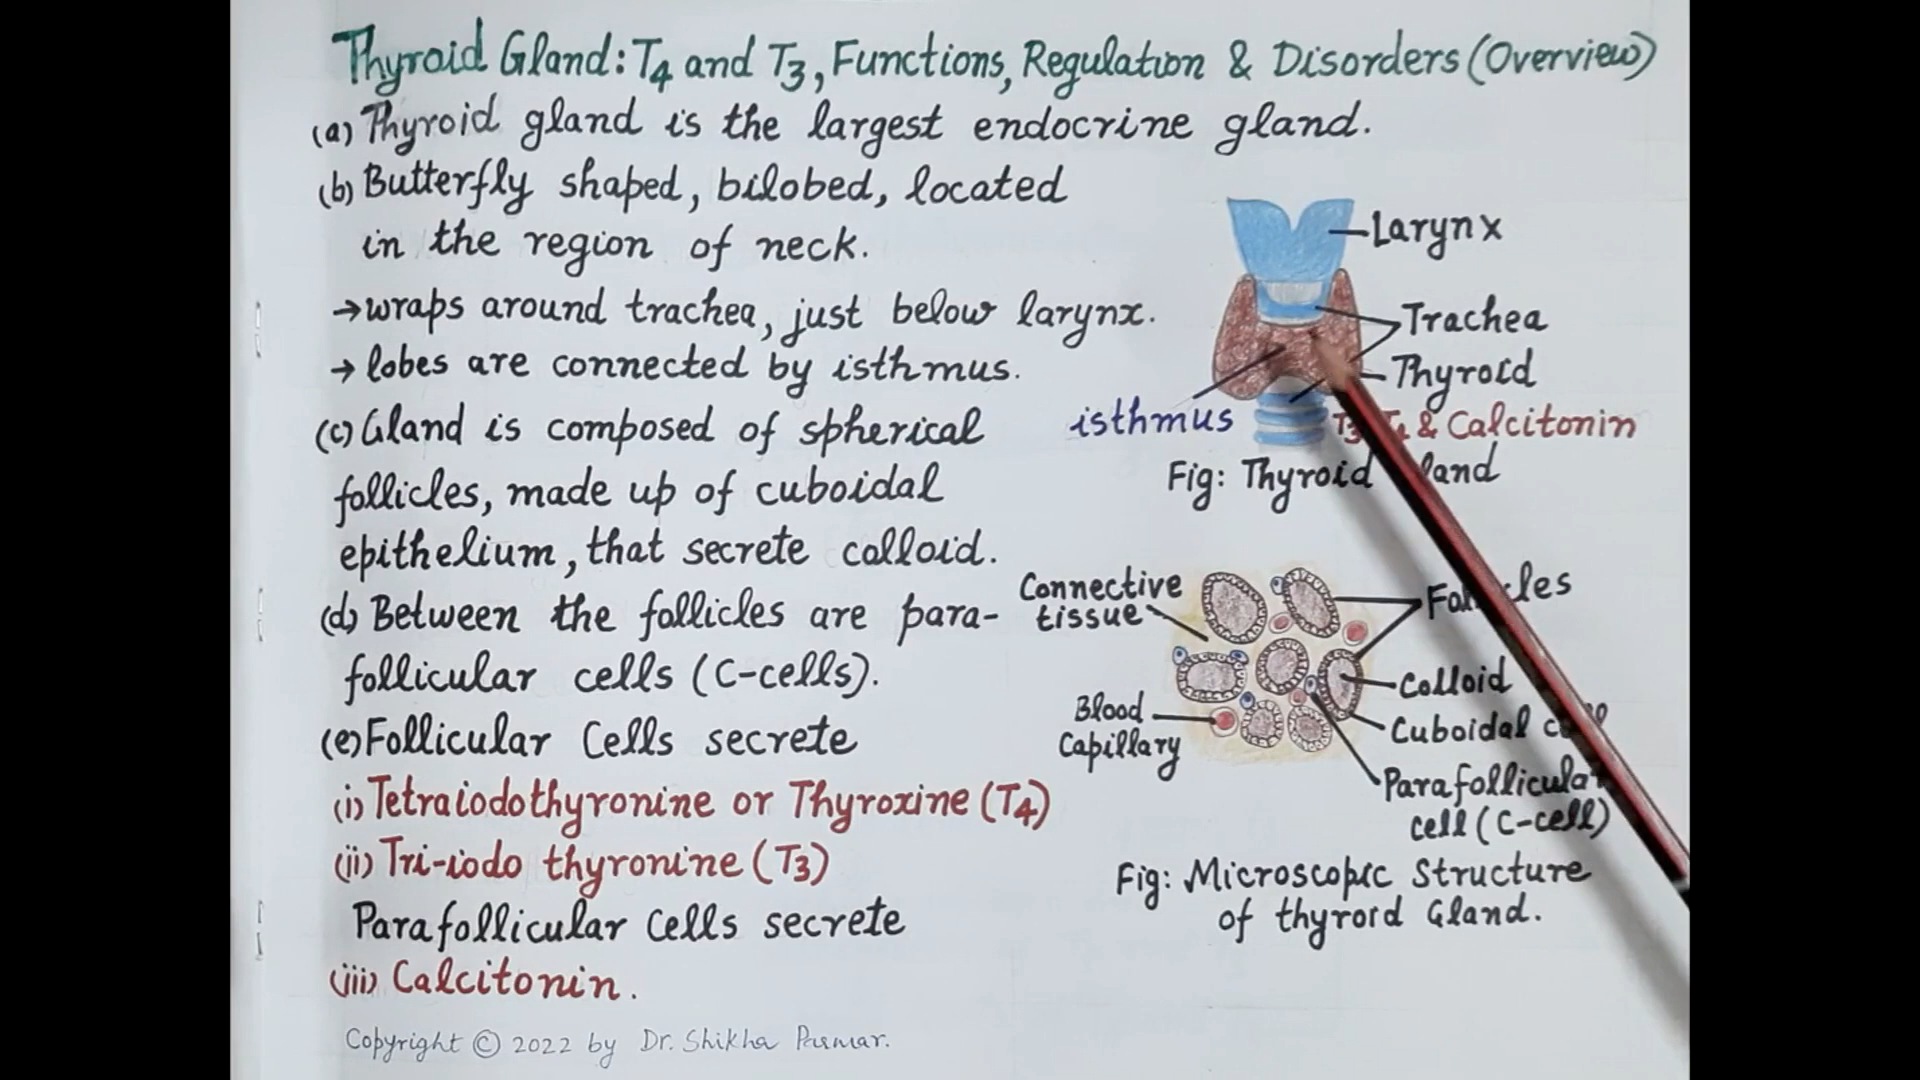 Thyroid Gland: T4 and T3, Functions, Regulation & Disorders (Overview)
(a) Thyroid gland is the largest endocrine gland.
(b) Butterfly shaped, bilobed, located
in the region of neck.
→ wraps around trachea, just below larynx.
→ lobes are connected by isthmus.
(c) Gland is composed of spherical
follicles, made up of cuboidal
epithelium, that secrete colloid.
(d) Between the follicles are para-
follicular cells (C-cells).
(e) Follicular Cells secrete
(i) Tetraiodothyronine or Thyroxine (T4)
(ii) Tri-iodo thyronine (T3)
Parafollicular Cells secrete
(iii) Calcitonin.
Copyright © 2022 by Dr. Shikha Parmar.
Larynx
Trachea
Thyroid
isthmus
T3, T4 & Calcitonin
Fig: Thyroid
Connective
tissue
Colloid
Cuboidal
Blood
Capillary
Parafollicular
cell (C-cell)
Fig: Microscopic Structure
of thyroid Gland.